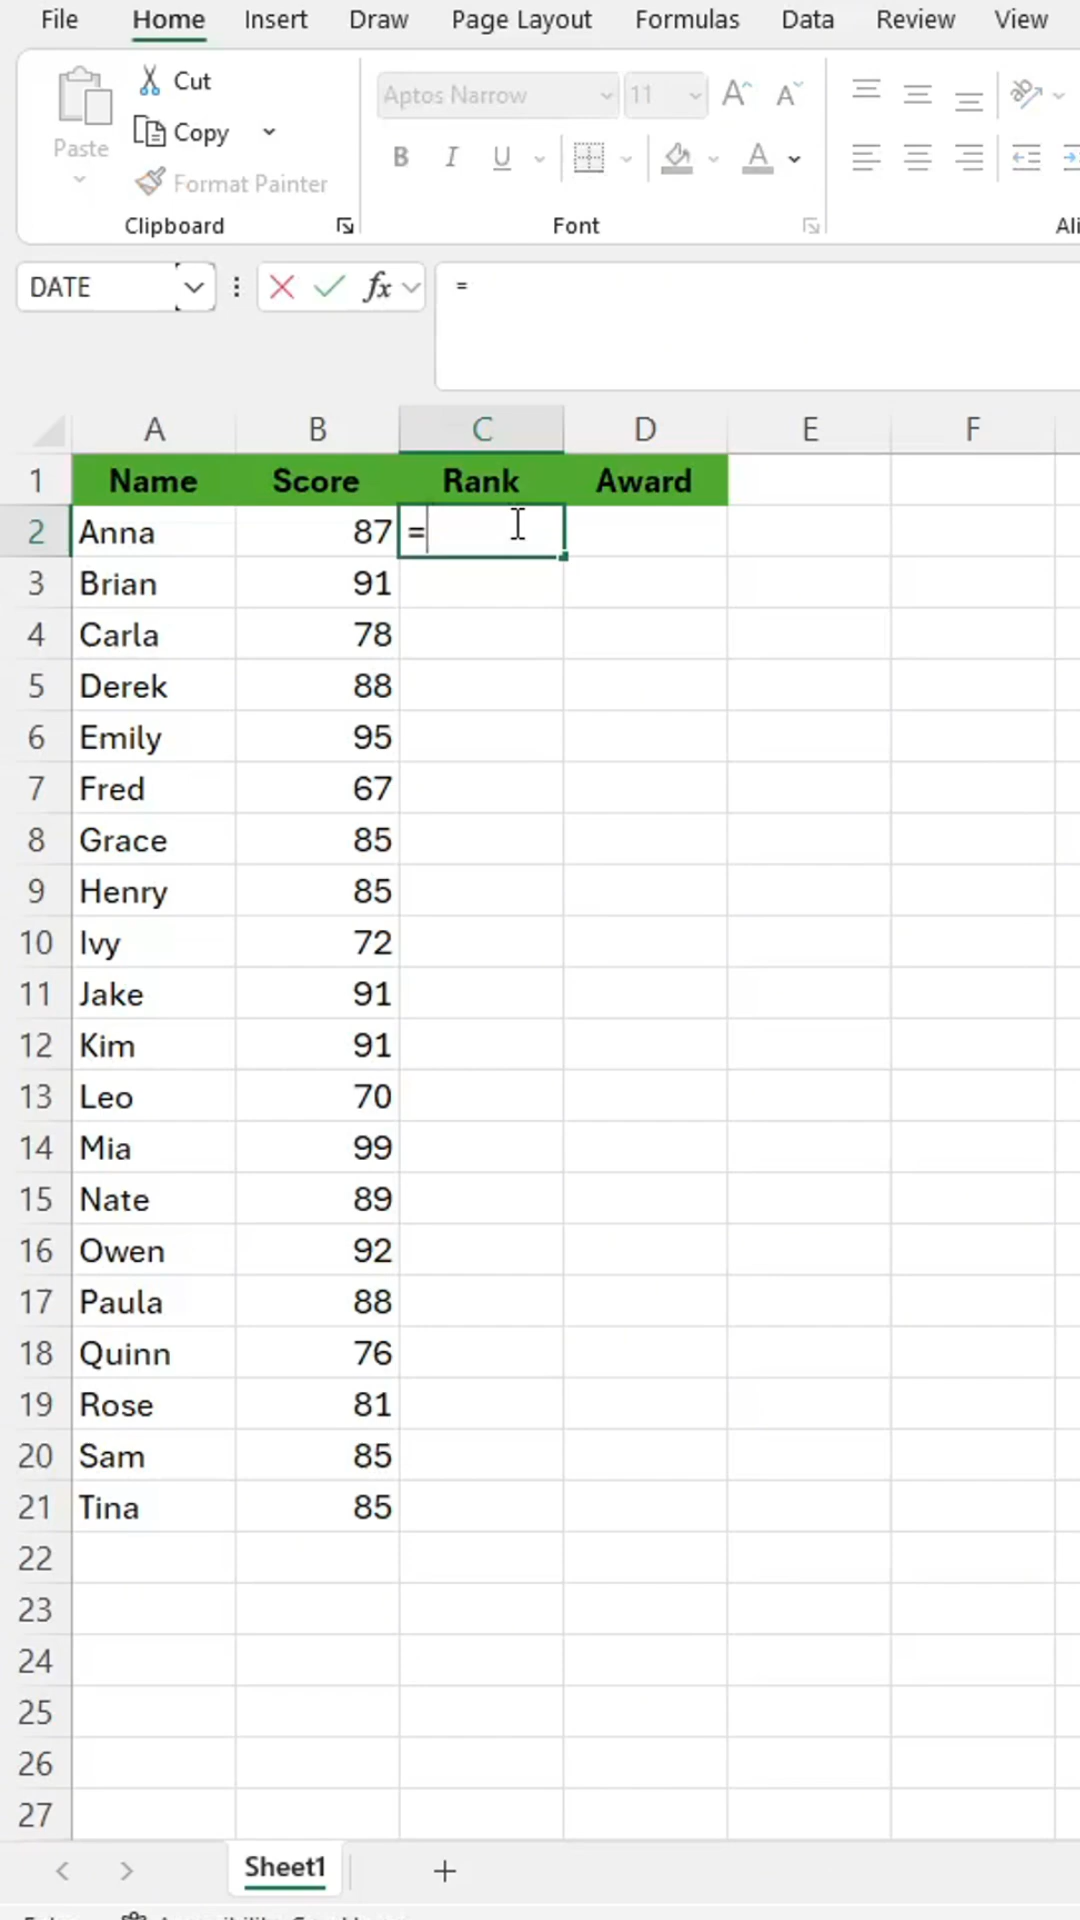 File Home Insert Draw Page Layout Formulas Data Review View
Cut
Copy
Paste
Format Painter
Clipboard
Aptos Narrow 11
B I U
Font
DATE fx =
A B C D E F
1 Name Score Rank Award
2 Anna 87 =
3 Brian 91
4 Carla 78
5 Derek 88
6 Emily 95
7 Fred 67
8 Grace 85
9 Henry 85
10 Ivy 72
11 Jake 91
12 Kim 91
13 Leo 70
14 Mia 99
15 Nate 89
16 Owen 92
17 Paula 88
18 Quinn 76
19 Rose 81
20 Sam 85
21 Tina 85
22
23
24
25
26
27
Sheet1